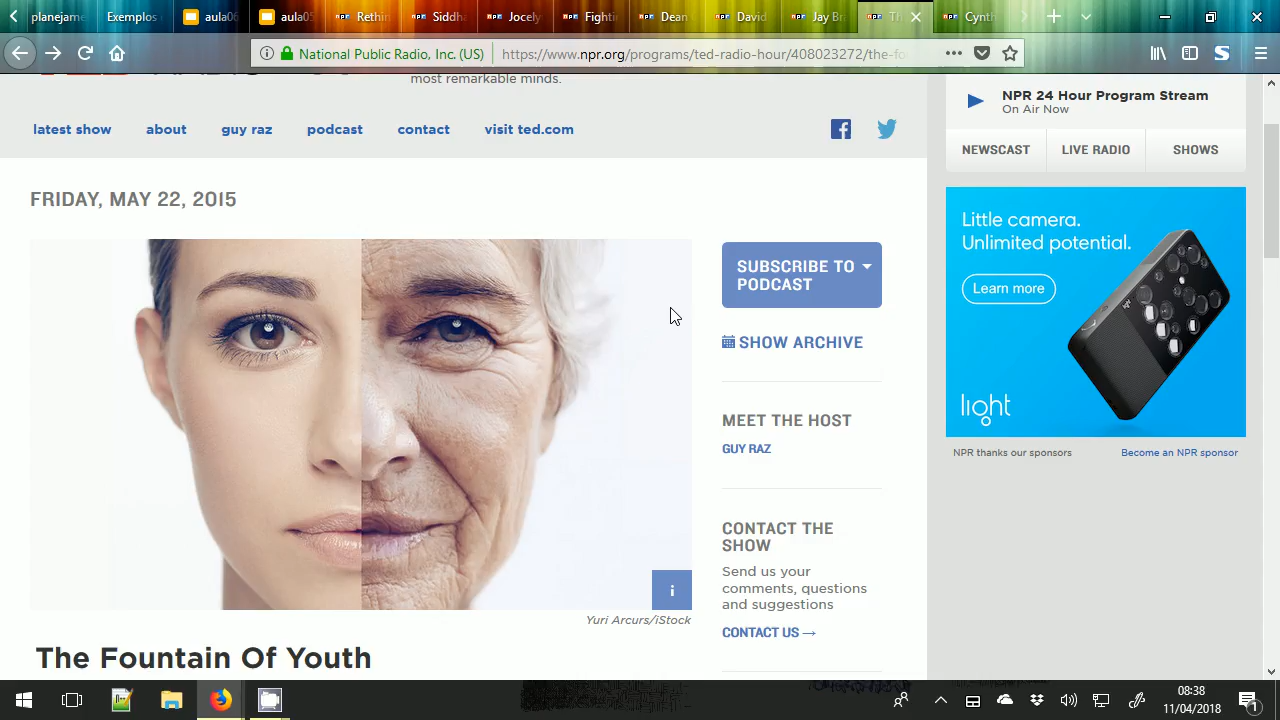 planejame
Exemplos
aula06
aula05
Rethin
Siddha
Jocely
Fighti
Dean
David
Jay Bra
Th
Cynth
National Public Radio, Inc. (US)
https://www.npr.org/programs/ted-radio-hour/408023272/the-fo
most remarkable minds.
latest show
about
guy raz
podcast
contact
visit ted.com
NPR 24 Hour Program Stream
On Air Now
NEWSCAST
LIVE RADIO
SHOWS
FRIDAY, MAY 22, 2015
SUBSCRIBE TO
PODCAST
SHOW ARCHIVE
MEET THE HOST
GUY RAZ
CONTACT THE
SHOW
Send us your
comments, questions
and suggestions
CONTACT US →
Little camera.
Unlimited potential.
Learn more
light
NPR thanks our sponsors
Become an NPR sponsor
i
Yuri Arcurs/iStock
The Fountain Of Youth
08:38
11/04/2018
1